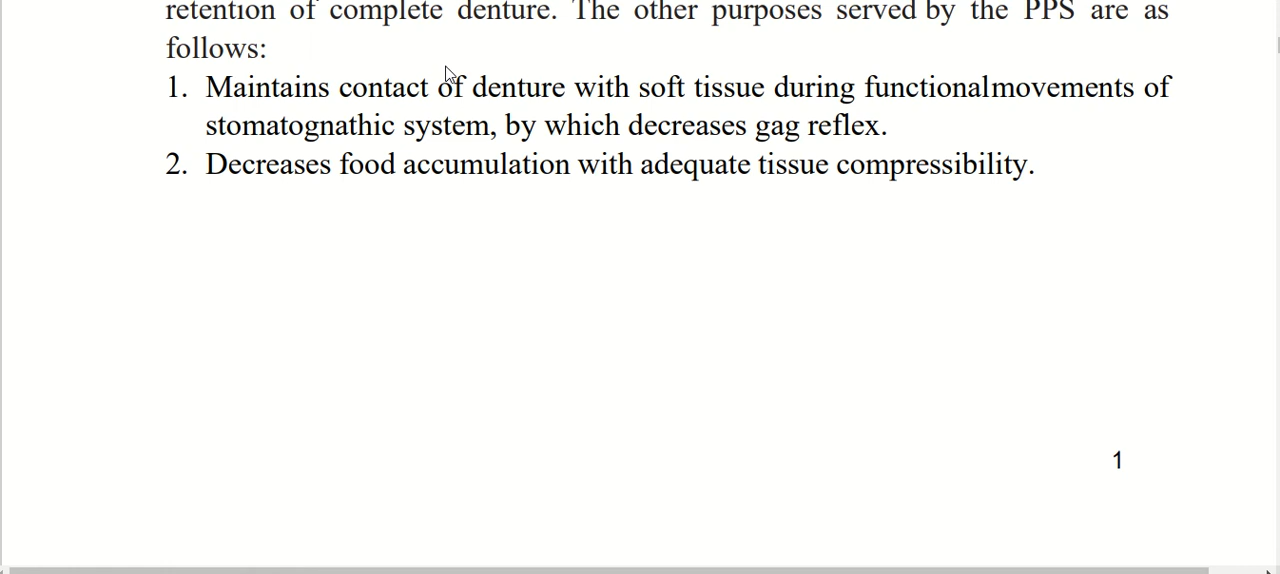 retention of complete denture. The other purposes served by the PPS are as
follows:
1. Maintains contact of denture with soft tissue during functionalmovements of
stomatognathic system, by which decreases gag reflex.
2. Decreases food accumulation with adequate tissue compressibility.
1